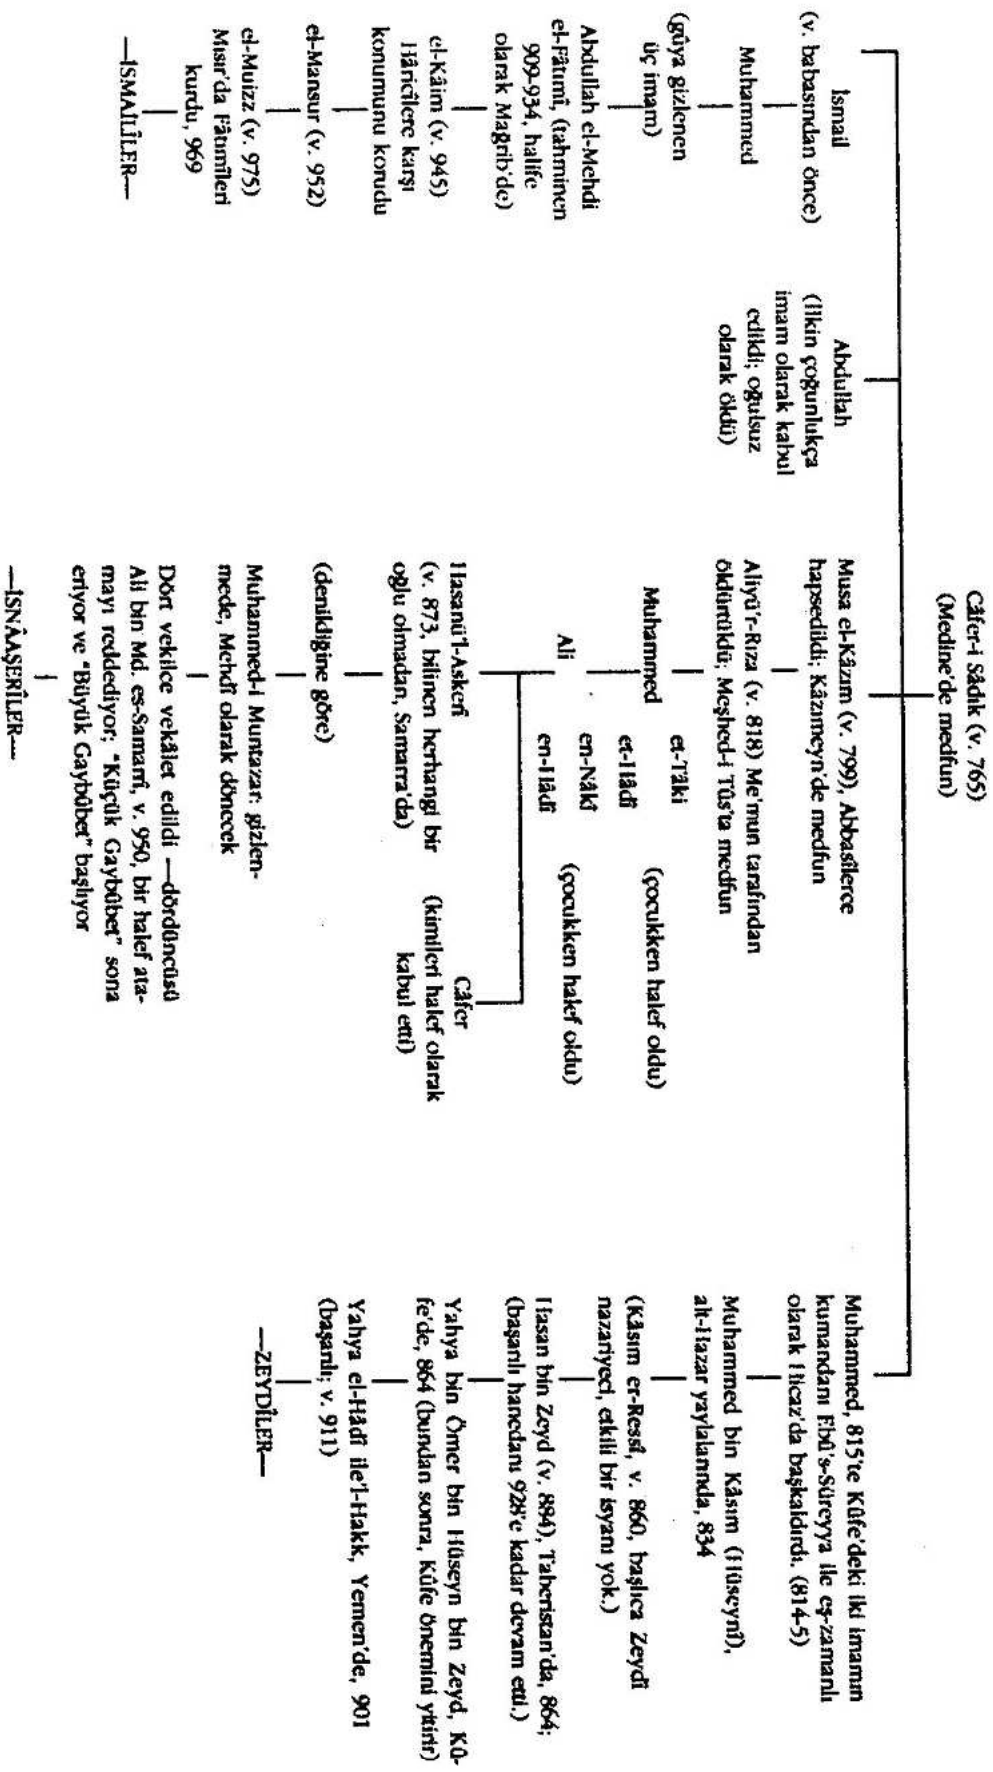 Câfer-i Sâdık (v. 765)
(Medine'de medfun)
İsmail
(v. babasından önce)
Muhammed
(gûya gizlenen
üç imam)
Abdullah el-Mehdi
el-Fâtımî, (tahminen
909-934, halife
olarak Mağrib'de)
el-Kâim (v. 945)
Hâricîlere karşı
konumunu korudu
el-Mansur (v. 952)
el-Muizz (v. 975)
Mısır'da Fâtımîleri
kurdu, 969
—İSMAİLÎLER—
Abdullah
(İlkin çoğunlukça
imam olarak kabul
edildi; oğulsuz
olarak öldü)
Musa el-Kâzım (v. 799), Abbasîlerce
hapsedildi; Kâzımeyn'de medfun
Aliyü'r-Rıza (v. 818) Me'mun tarafından
öldürtüldü; Meşhed-i Tûs'ta medfun
et-Tâki
Muhammed (çocukken halef oldu)
et-Hâdî
en-Nâkî
Ali (çocukken halef oldu)
en-Hâdî
Hasanü'l-Askerî
(v. 873, bilinen herhangi bir
oğlu olmadan, Samarra'da)
Câfer
(kimileri halef olarak
kabul etti)
(denildiğine göre)
Muhammed-i Muntazar: gizlen-
mede, Mehdî olarak dönecek
Dört vekilce vekâlet edildi —dördüncüsü
Ali bin Md. es-Samarrî, v. 950, bir halef ata-
mayı reddediyor; "Küçük Gaybûbet" sona
eriyor ve "Büyük Gaybûbet" başlıyor
—İSNÂAŞERÎLER—
Muhammed, 815'te Kûfe'deki iki imamın
kumandanı Ebû's-Süreyya ile eş-zamanlı
olarak Hicaz'da başkaldırdı. (814-5)
Muhammed bin Kâsım (Hüseynî),
alt-Hazar yaylalarında, 834
(Kâsım er-Ressî, v. 860, başlıca Zeydî
nazariyeci, etkili bir isyanı yok.)
Hasan bin Zeyd (v. 884), Taberistan'da, 864;
(başarılı hanedanı 928'e kadar devam etti.)
Yahya bin Ömer bin Hüseyn bin Zeyd, Kû-
fe'de, 864 (bundan sonra, Kûfe önemini yitirir)
Yahya el-Hâdî ile'l-Hakk, Yemen'de, 901
(başarılı; v. 911)
—ZEYDÎLER—